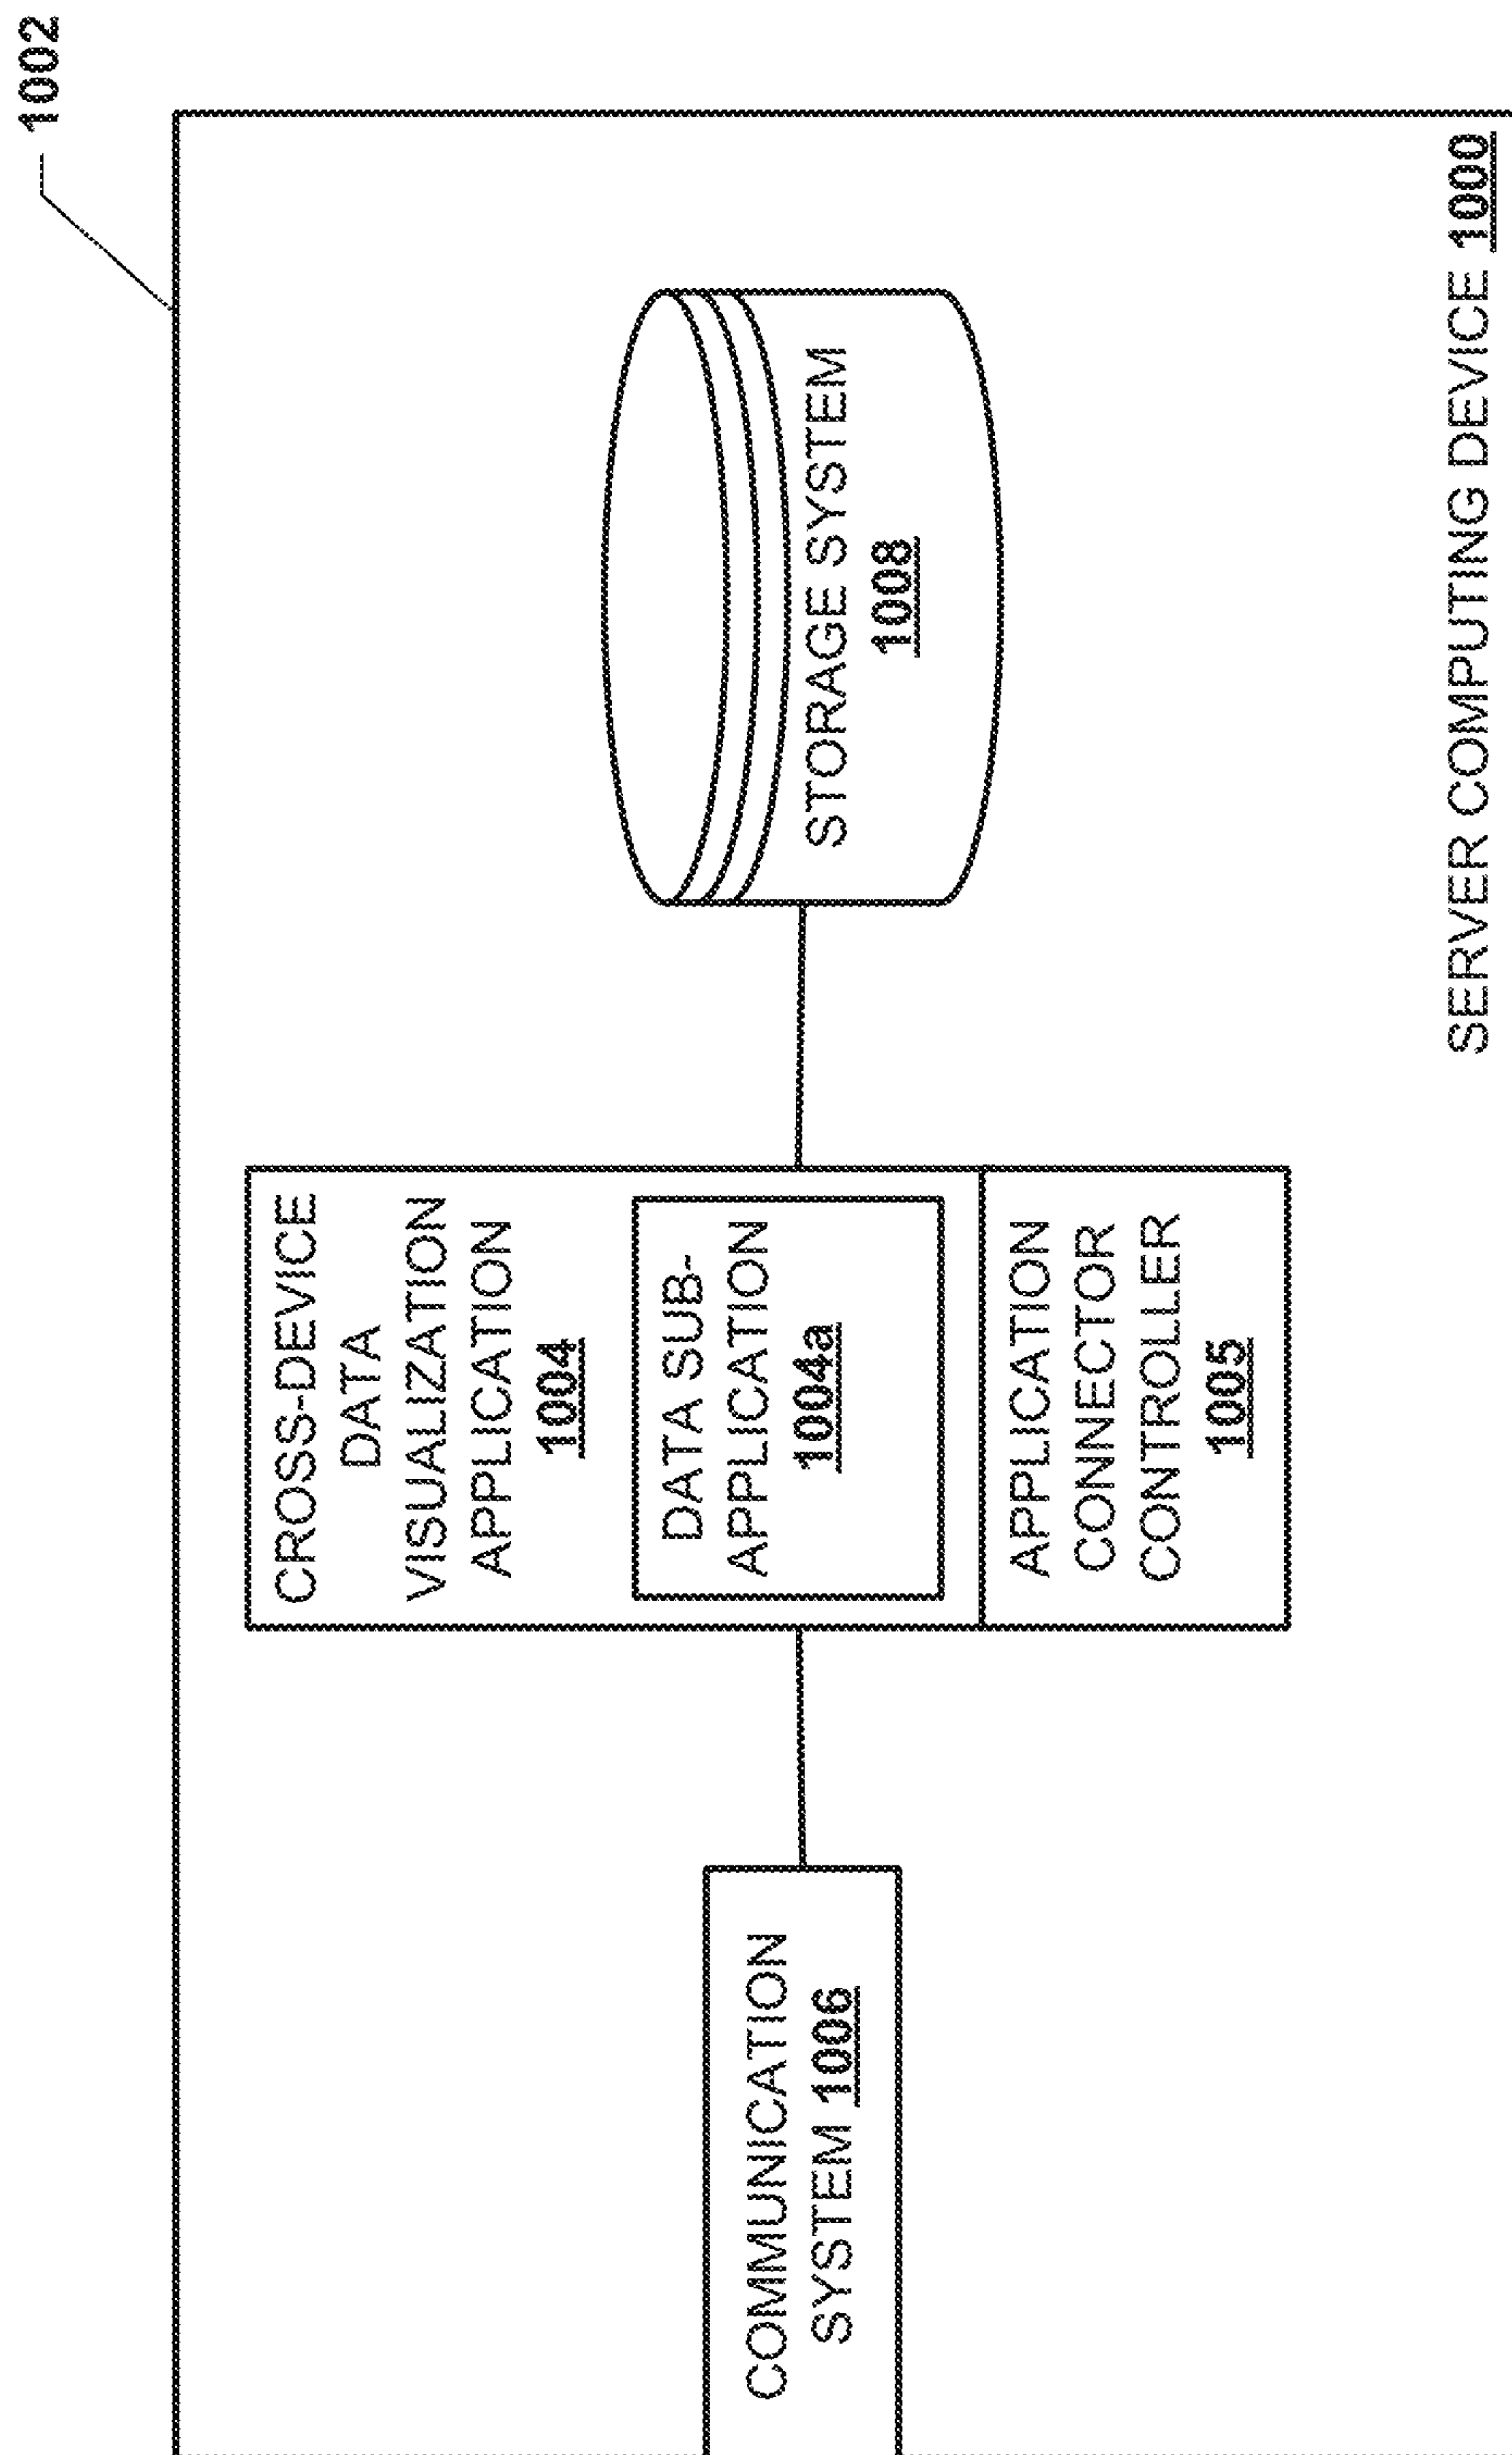 1002
COMMUNICATION
SYSTEM 1006
CROSS-DEVICE
DATA
VISUALIZATION
APPLICATION
1004
DATA SUB-
APPLICATION
1004a
APPLICATION
CONNECTOR
CONTROLLER
1005
STORAGE SYSTEM
1008
SERVER COMPUTING DEVICE 1000